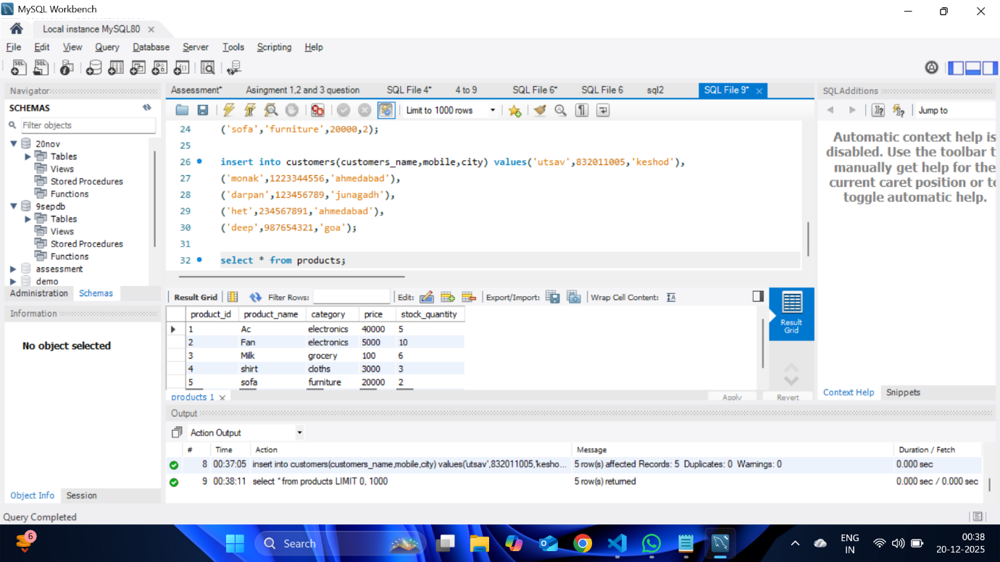 MySQL Workbench
Local instance MySQL80
File Edit View Query Database Server Tools Scripting Help
Navigator
SCHEMAS
Filter objects
20nov
Tables
Views
Stored Procedures
Functions
9sepdb
Tables
Views
Stored Procedures
Functions
assessment
demo
Administration Schemas
Information
No object selected
Object Info Session
Assessment* Asingment 1,2 and 3 question SQL File 4* 4 to 9 SQL File 6* SQL File 6 sql2 SQL File 9*
Limit to 1000 rows
24 ('sofa','furniture',20000,2);
25
26 insert into customers(customers_name,mobile,city) values('utsav',832011005,'keshod'),
27 ('monak',1223344556,'ahmedabad'),
28 ('darpan',123456789,'junagadh'),
29 ('het',234567891,'ahmedabad'),
30 ('deep',987654321,'goa');
31
32 select * from products;
Result Grid Filter Rows: Edit: Export/Import: Wrap Cell Content:
product_id product_name category price stock_quantity
1 Ac electronics 40000 5
2 Fan electronics 5000 10
3 Milk grocery 100 6
4 shirt cloths 3000 3
5 sofa furniture 20000 2
Result
Grid
products 1 Apply Revert
SQLAdditions
Jump to
Automatic context help is
disabled. Use the toolbar t
manually get help for the
current caret position or to
toggle automatic help.
Context Help Snippets
Output
Action Output
# Time Action Message Duration / Fetch
8 00:37:05 insert into customers(customers_name,mobile,city) values('utsav',832011005,'kesho... 5 row(s) affected Records: 5 Duplicates: 0 Warnings: 0 0.000 sec
9 00:38:11 select * from products LIMIT 0, 1000 5 row(s) returned 0.000 sec / 0.000 sec
Query Completed
6
Search
ENG
IN
00:38
20-12-2025